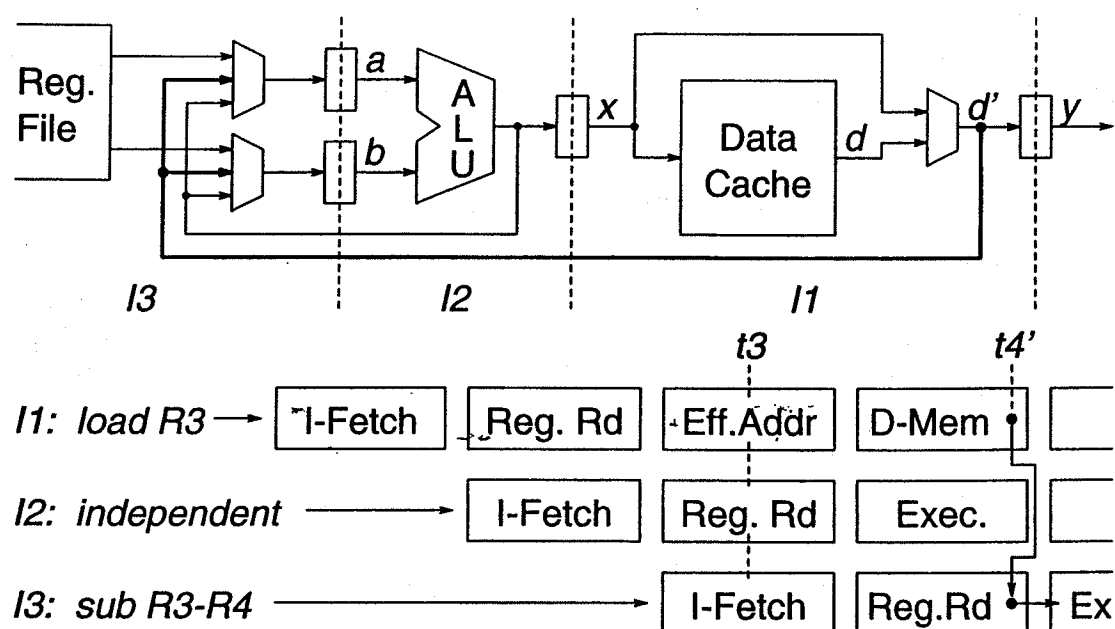 Reg.
File
a
b
A
L
U
x
Data
Cache
d
d'
y
I3
I2
I1
t3
t4'
I1: load R3
I-Fetch
Reg. Rd
Eff.Addr
D-Mem
I2: independent
I-Fetch
Reg. Rd
Exec.
I3: sub R3-R4
I-Fetch
Reg.Rd
Ex